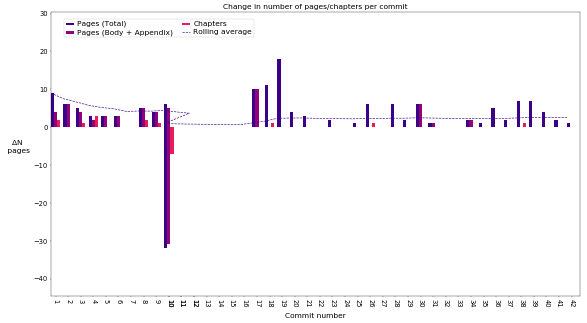 Change in number of pages/chapters per commit
Pages (Total)
Pages (Body + Appendix)
Chapters
Rolling average
30
20
10
0
−10
−20
−30
−40
ΔN
pages
1 2 3 4 5 6 7 8 9 10 11 12 13 14 15 16 17 18 19 20 21 22 23 24 25 26 27 28 29 30 31 32 33 34 35 36 37 38 39 40 41 42
Commit number